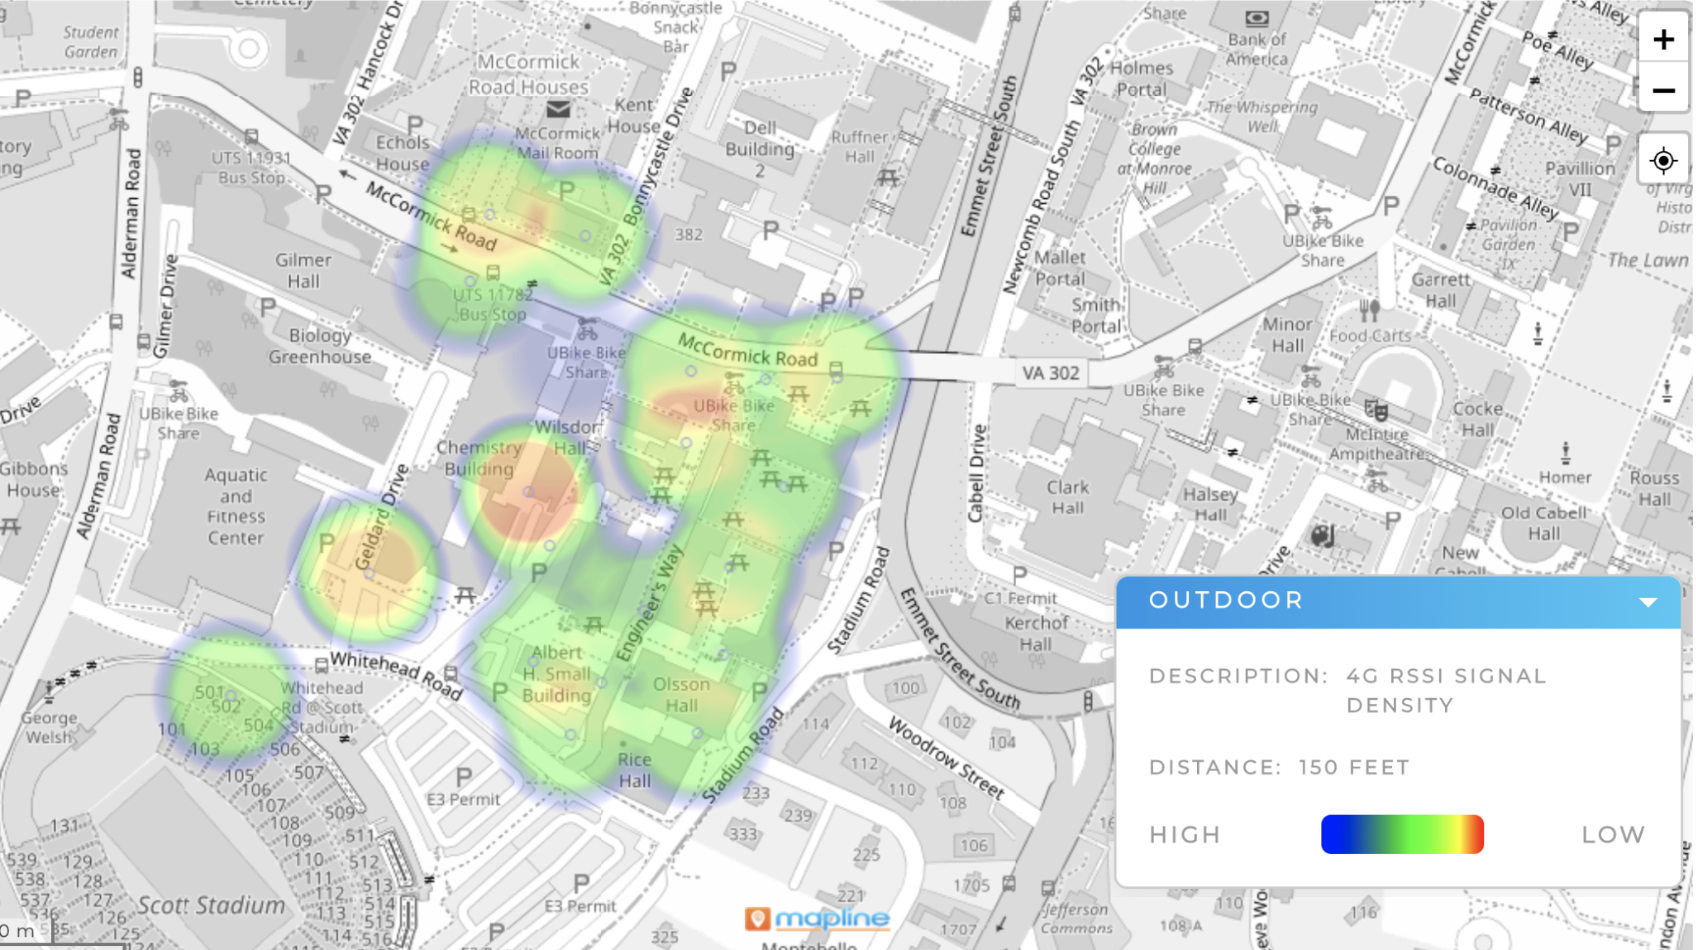 Cemetery
Student
Garden
Bonnycastle
Snack-
Bar
Share
Bank of
America
Library
McCormick
Poe Alley
+
−
VA 302 Hancock Dr
McCormick
Road Houses
Kent
House
McCormick
Mail Room
Echols
House
UTS 11931
Bus Stop
Dell
Building
2
Ruffner
Hall
Emmet Street South
VA 302
Holmes
Portal
The Whispering
Well
Patterson Alley
Brown
College
at Monroe
Hill
Colonnade Alley
Pavillion
VII
Pavilion
Garden
IX
The Lawn
Alderman Road
Gilmer Drive
McCormick Road
VA 302 Bonnycastle Drive
382
Newcomb Road South
Mallet
Portal
Smith
Portal
UBike Bike
Share
Garrett
Hall
Gilmer
Hall
UTS 11782
Bus Stop
Biology
Greenhouse
UBike Bike
Share
McCormick Road
VA 302
Minor
Hall
Food Carts
UBike Bike
Share
UBike Bike
Share
UBike Bike
Share
UBike Bike
Share
McIntire
Ampitheatre
Cocke
Hall
Drive
Wilsdorf
Hall
Chemistry
Building
Gibbons
House
Alderman Road
Aquatic
and
Fitness
Center
Geldard Drive
Cabell Drive
Clark
Hall
Halsey
Hall
Homer
Rouss
Hall
Old Cabell
Hall
New
Cabell
Drive
Engineer's Way
Stadium Road
Emmet Street South
C1 Permit
Kerchof
Hall
Whitehead Road
Albert
H. Small
Building
Olsson
Hall
Rice
Hall
Stadium Road
George
Welsh
Whitehead
Rd @ Scott
Stadium
501
502
504
101
103
506
105
507
106
107
509
108
511
131
109
110
512
539
129
111
538
128
112
513
537
127
113
514
536
126
114
515
535
125
116
516
Scott Stadium
E3 Permit
E3 Permit
100
102
104
114
112
110
108
Woodrow Street
233
239
333
225
106
221
1705
325
1707
Jefferson
Commons
110
108A
116
0 m
mapline
Montebello
OUTDOOR
DESCRIPTION: 4G RSSI SIGNAL
DENSITY
DISTANCE: 150 FEET
HIGH LOW